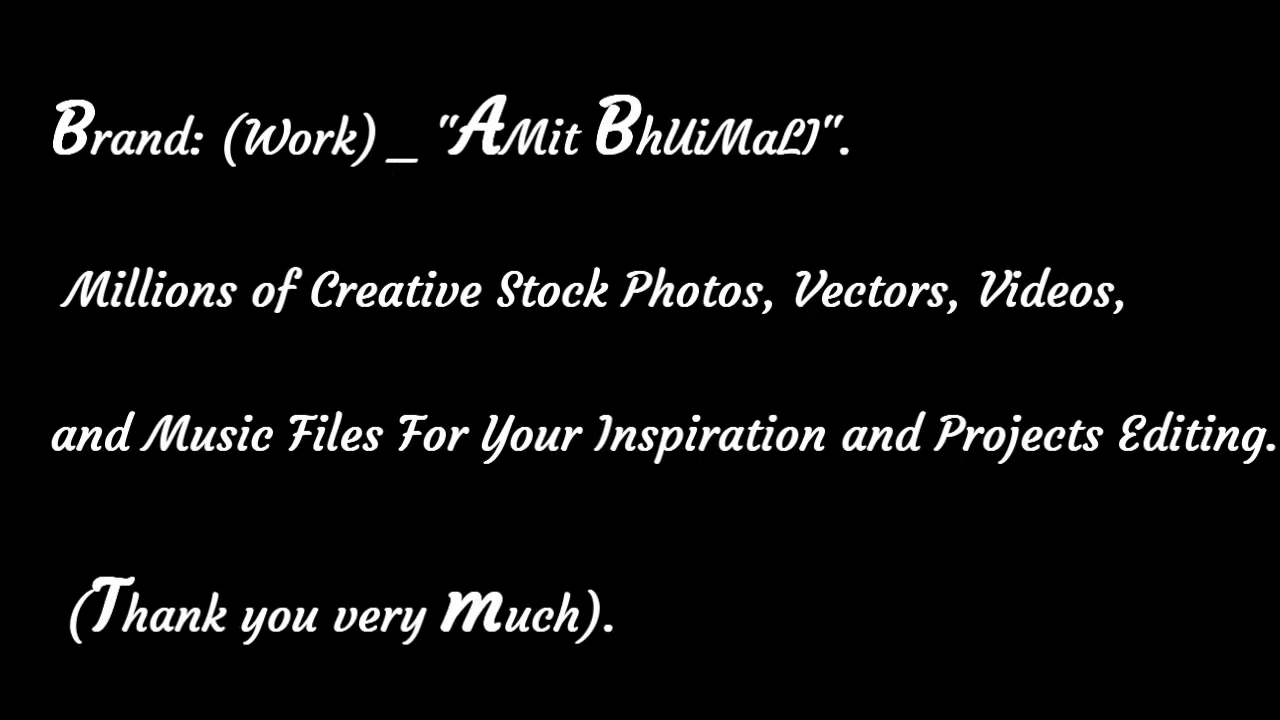 Brand: (Work) _ "AMit BhUiMaLI".
Millions of Creative Stock Photos, Vectors, Videos,
and Music Files For Your Inspiration and Projects Editing.
(Thank you very much).